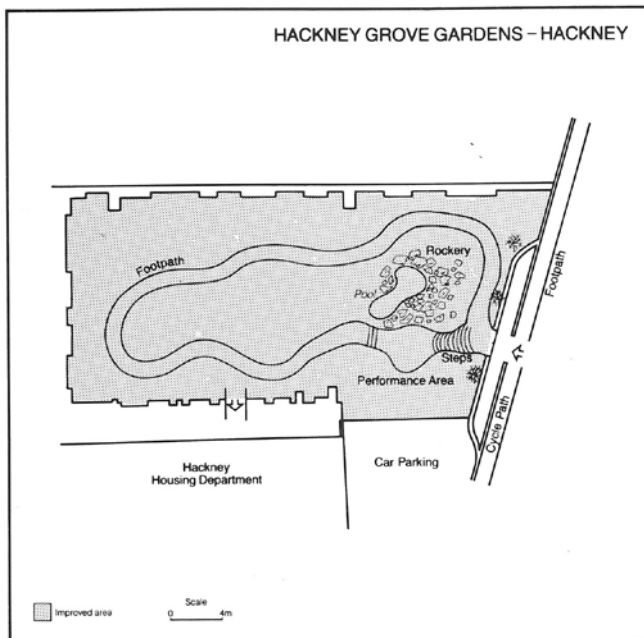 HACKNEY GROVE GARDENS – HACKNEY
Footpath
Rockery
Pool
Footpath
Steps
Performance Area
Cycle Path
Hackney
Housing Department
Car Parking
Improved area
Scale
0 4m